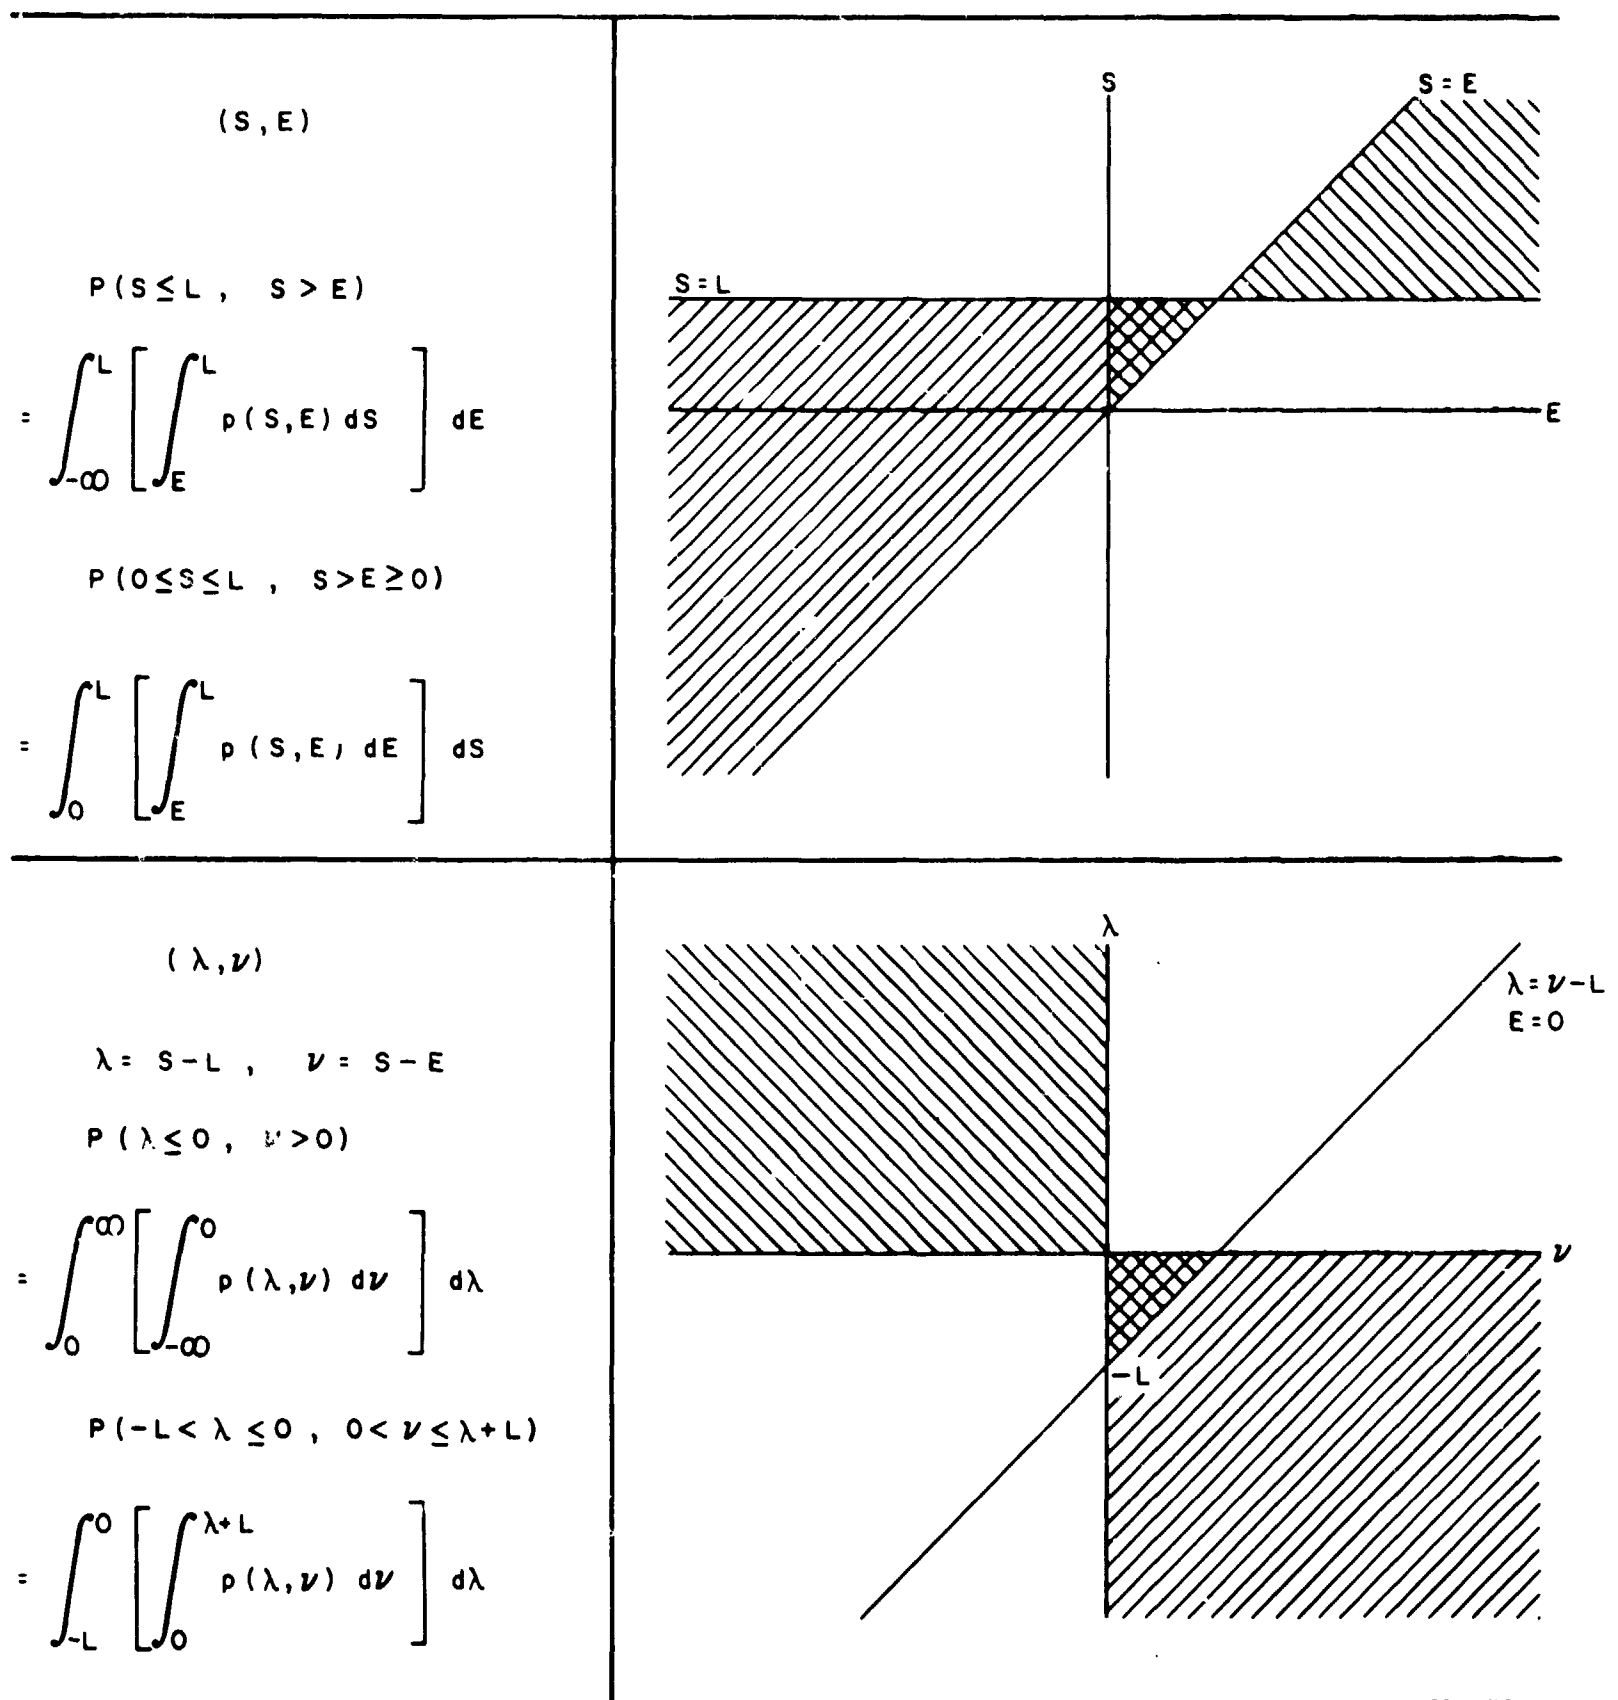 (S,E)
P(S≤L , S>E)
= ∫_{-∞}^{L} [ ∫_{E}^{L} p(S,E) dS ] dE
P(0≤S≤L , S>E≥0)
= ∫_{0}^{L} [ ∫_{E}^{L} p(S,E) dE ] dS
S
S=E
S=L
E
(λ,ν)
λ= S-L , ν= S-E
P(λ≤0, ν>0)
= ∫_{0}^{∞} [ ∫_{-∞}^{0} p(λ,ν) dν ] dλ
P(-L<λ≤0, 0<ν≤λ+L)
= ∫_{-L}^{0} [ ∫_{0}^{λ+L} p(λ,ν) dν ] dλ
λ
λ=ν-L
E=0
ν
-L